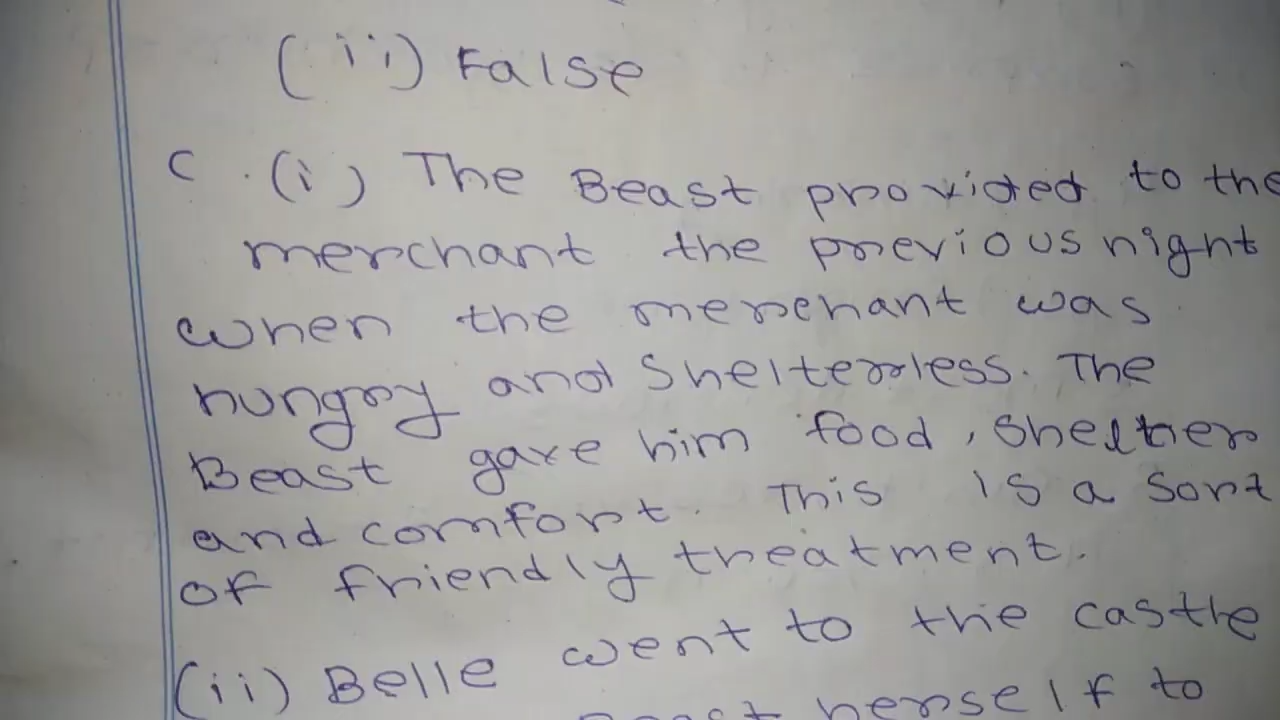 (ii) False
C. (i) The Beast provided to the
merchant the previous night
when the merchant was
hungry and Shelterless. The
Beast gave him food, Shelter
and comfort. This is a Sort
of friendly treatment.
(ii) Belle went to the castle
herself to